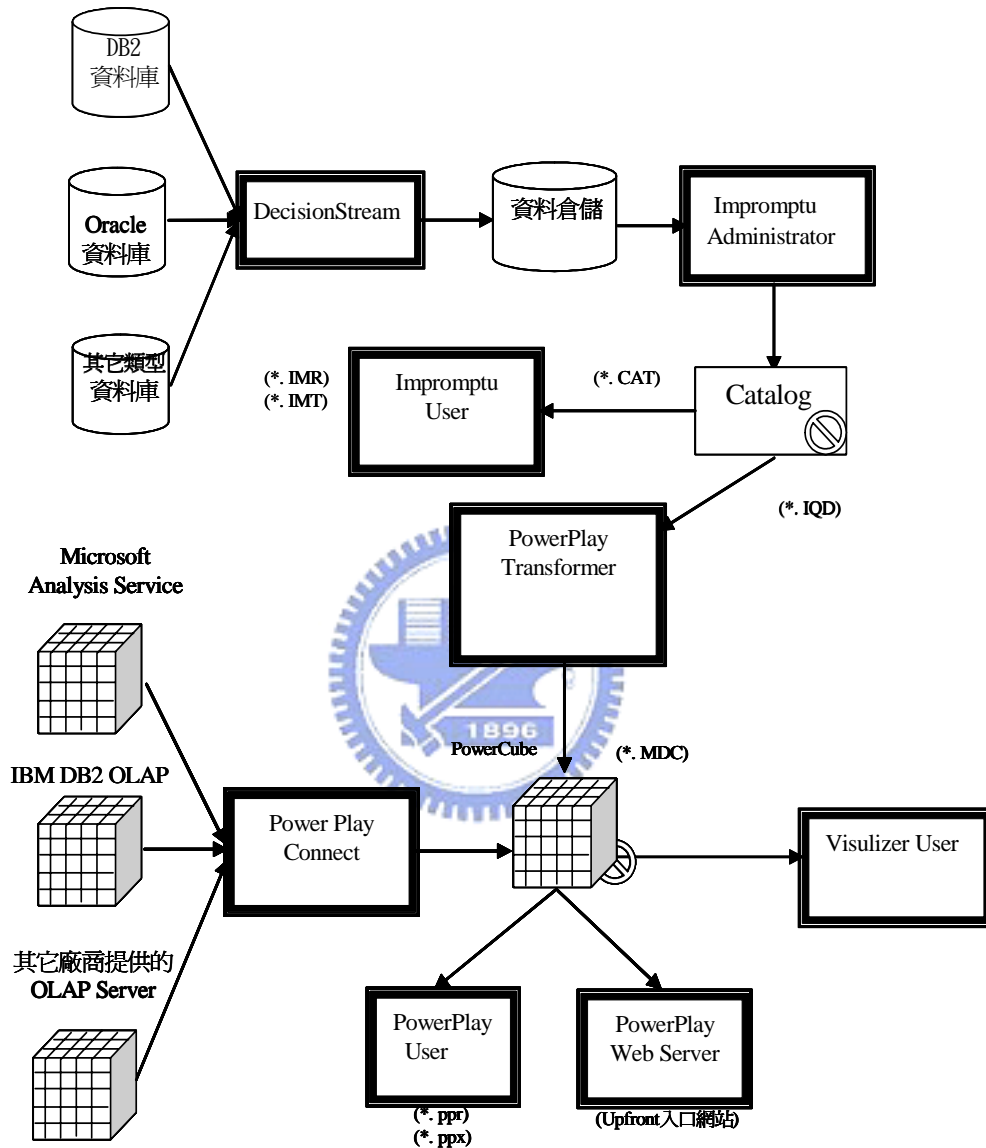 DB2
資料庫
Oracle
資料庫
其它類型
資料庫
DecisionStream
資料倉儲
Impromptu
Administrator
(*. IMR)
(*. IMT)
Impromptu
User
(*. CAT)
Catalog
(*. IQD)
PowerPlay
Transformer
Microsoft
Analysis Service
1896
PowerCube
(*. MDC)
IBM DB2 OLAP
Power Play
Connect
Visulizer User
其它廠商提供的
OLAP Server
PowerPlay
User
(*. ppr)
(*. ppx)
PowerPlay
Web Server
(Upfront入口網站)